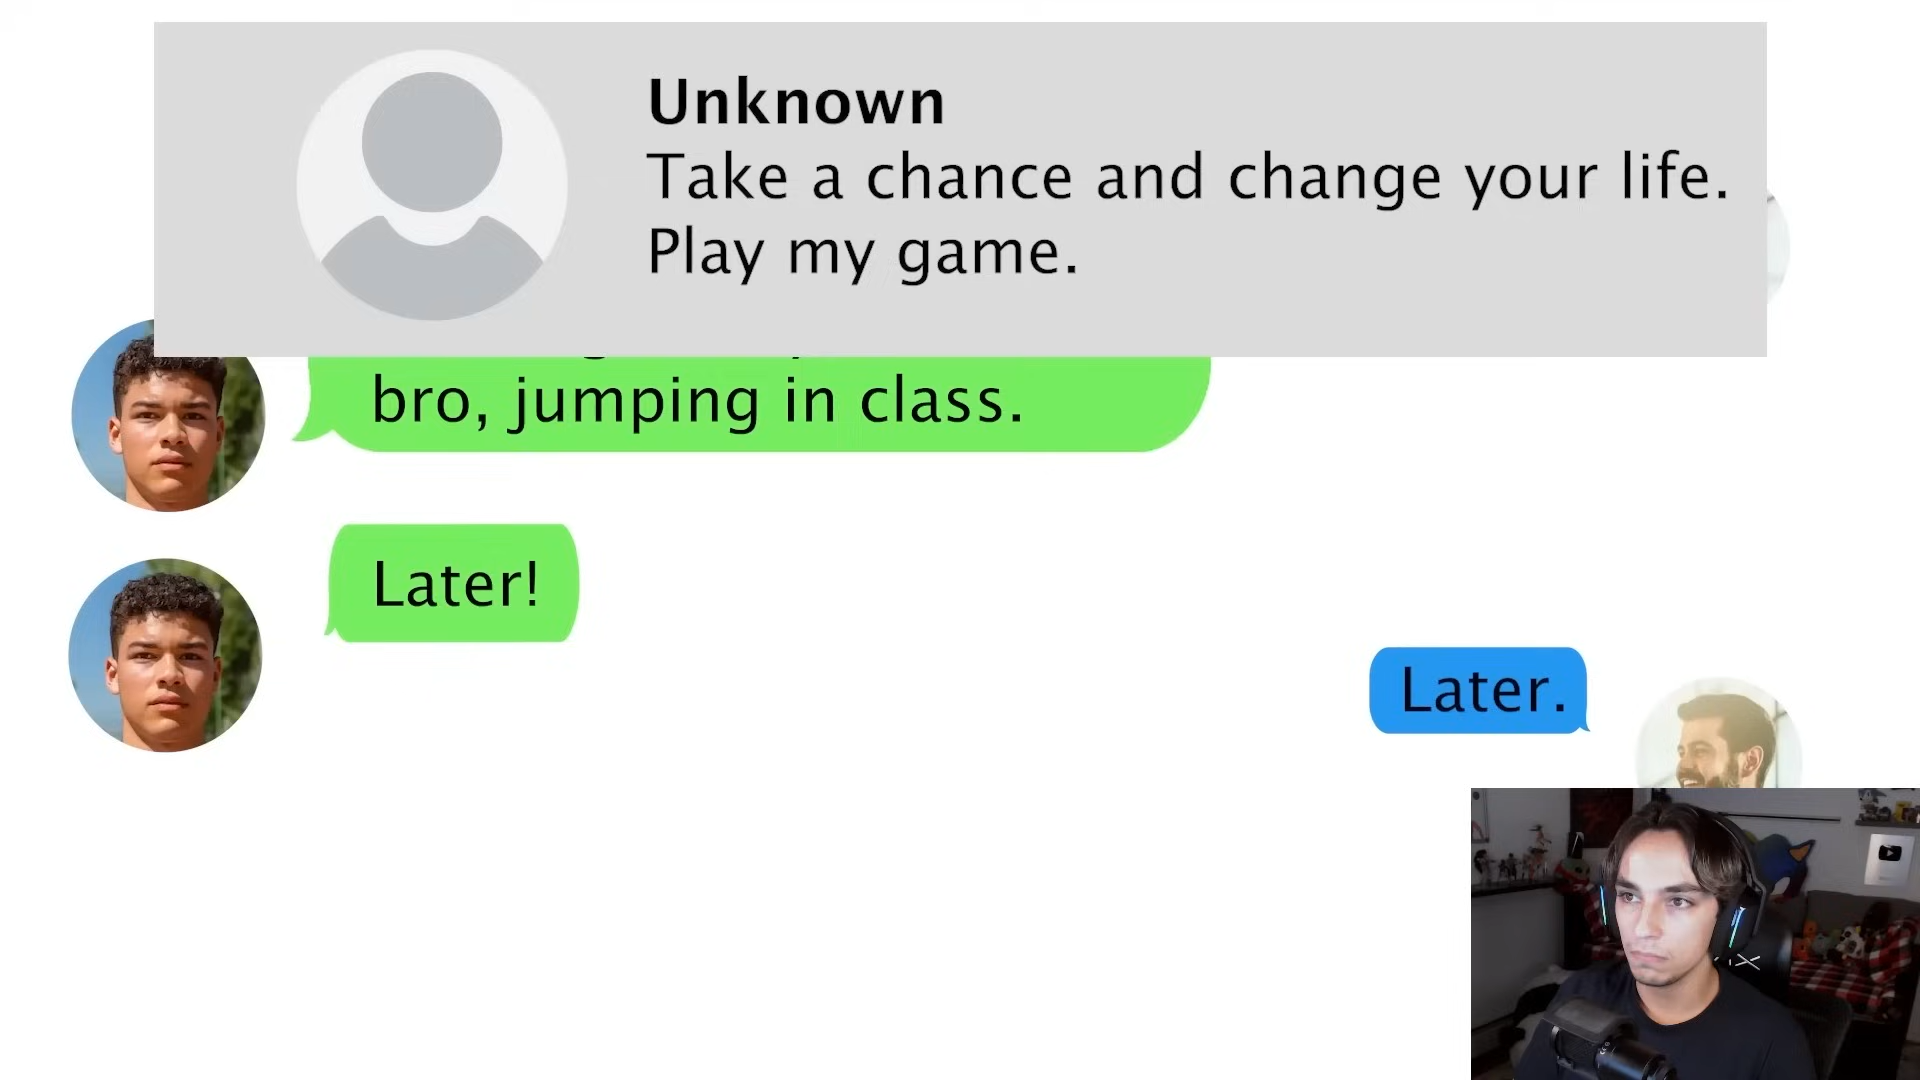 Unknown
Take a chance and change your life.
Play my game.
bro, jumping in class.
Later!
Later.